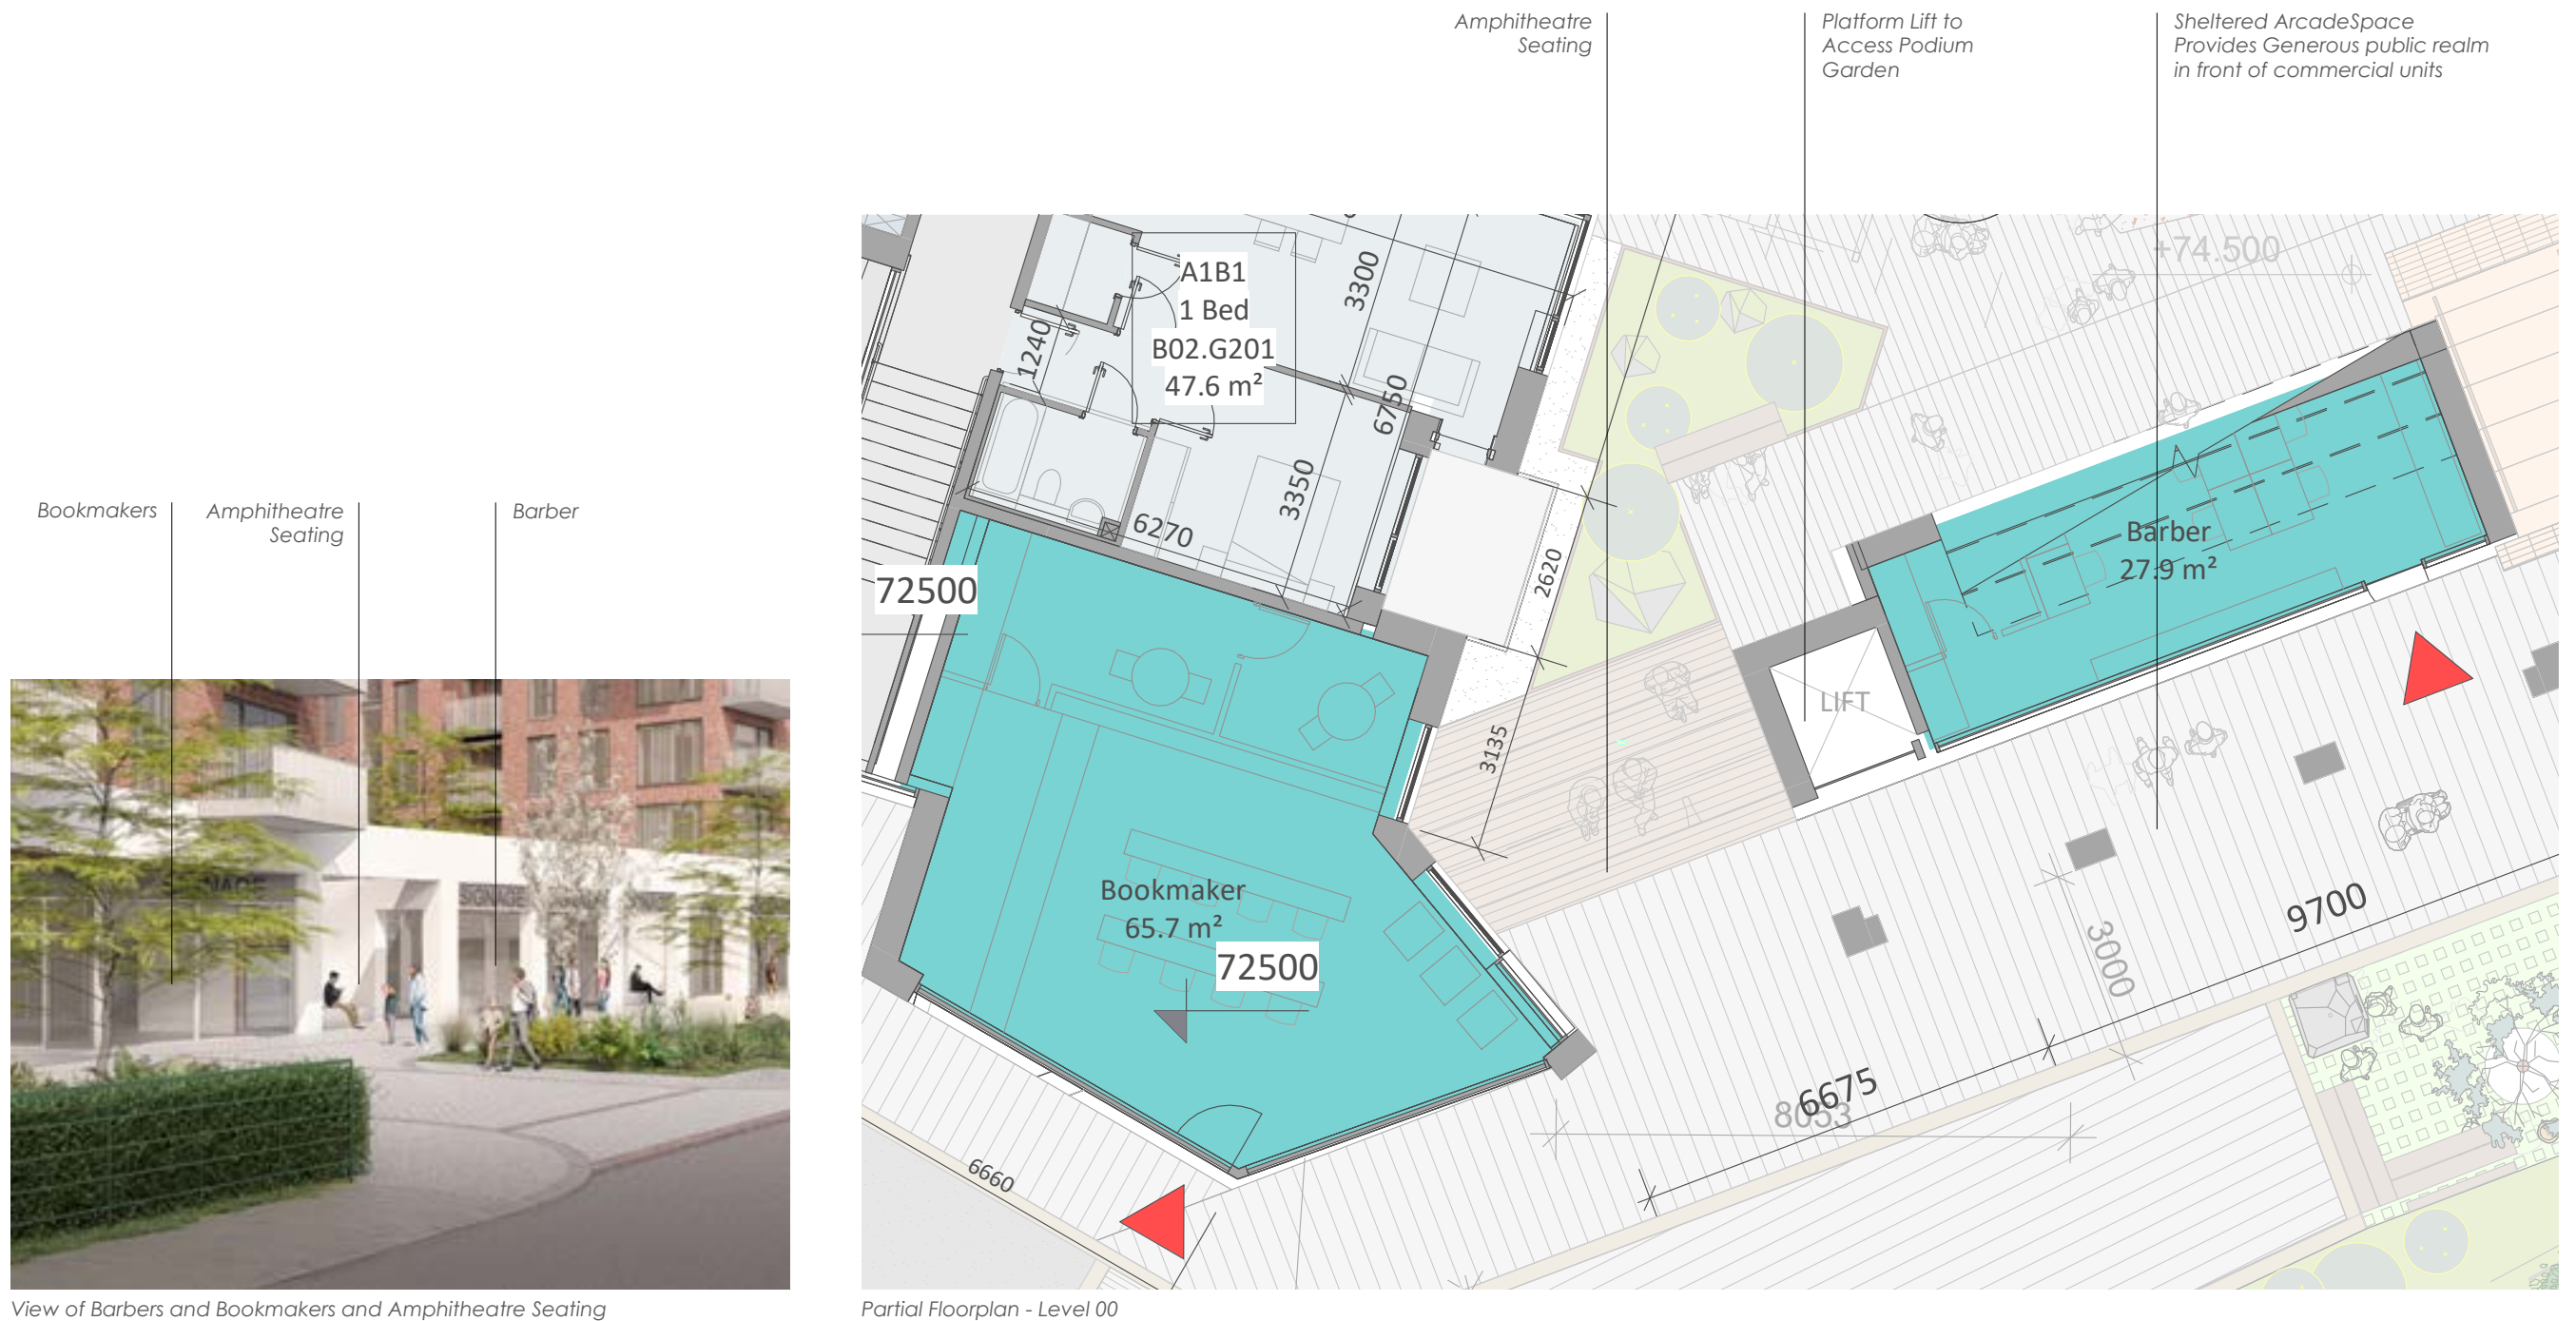 Amphitheatre
Seating
Platform Lift to
Access Podium
Garden
Sheltered ArcadeSpace
Provides Generous public realm
in front of commercial units
Bookmakers
Amphitheatre
Seating
Barber
SIGNAGE
View of Barbers and Bookmakers and Amphitheatre Seating
A1B1
1 Bed
B02.G201
47.6 m²
3300
1240
6750
3350
6270
72500
2620
3135
+74.500
Barber
27.9 m²
LIFT
Bookmaker
65.7 m²
72500
9700
3000
6675
8053
6660
Partial Floorplan - Level 00